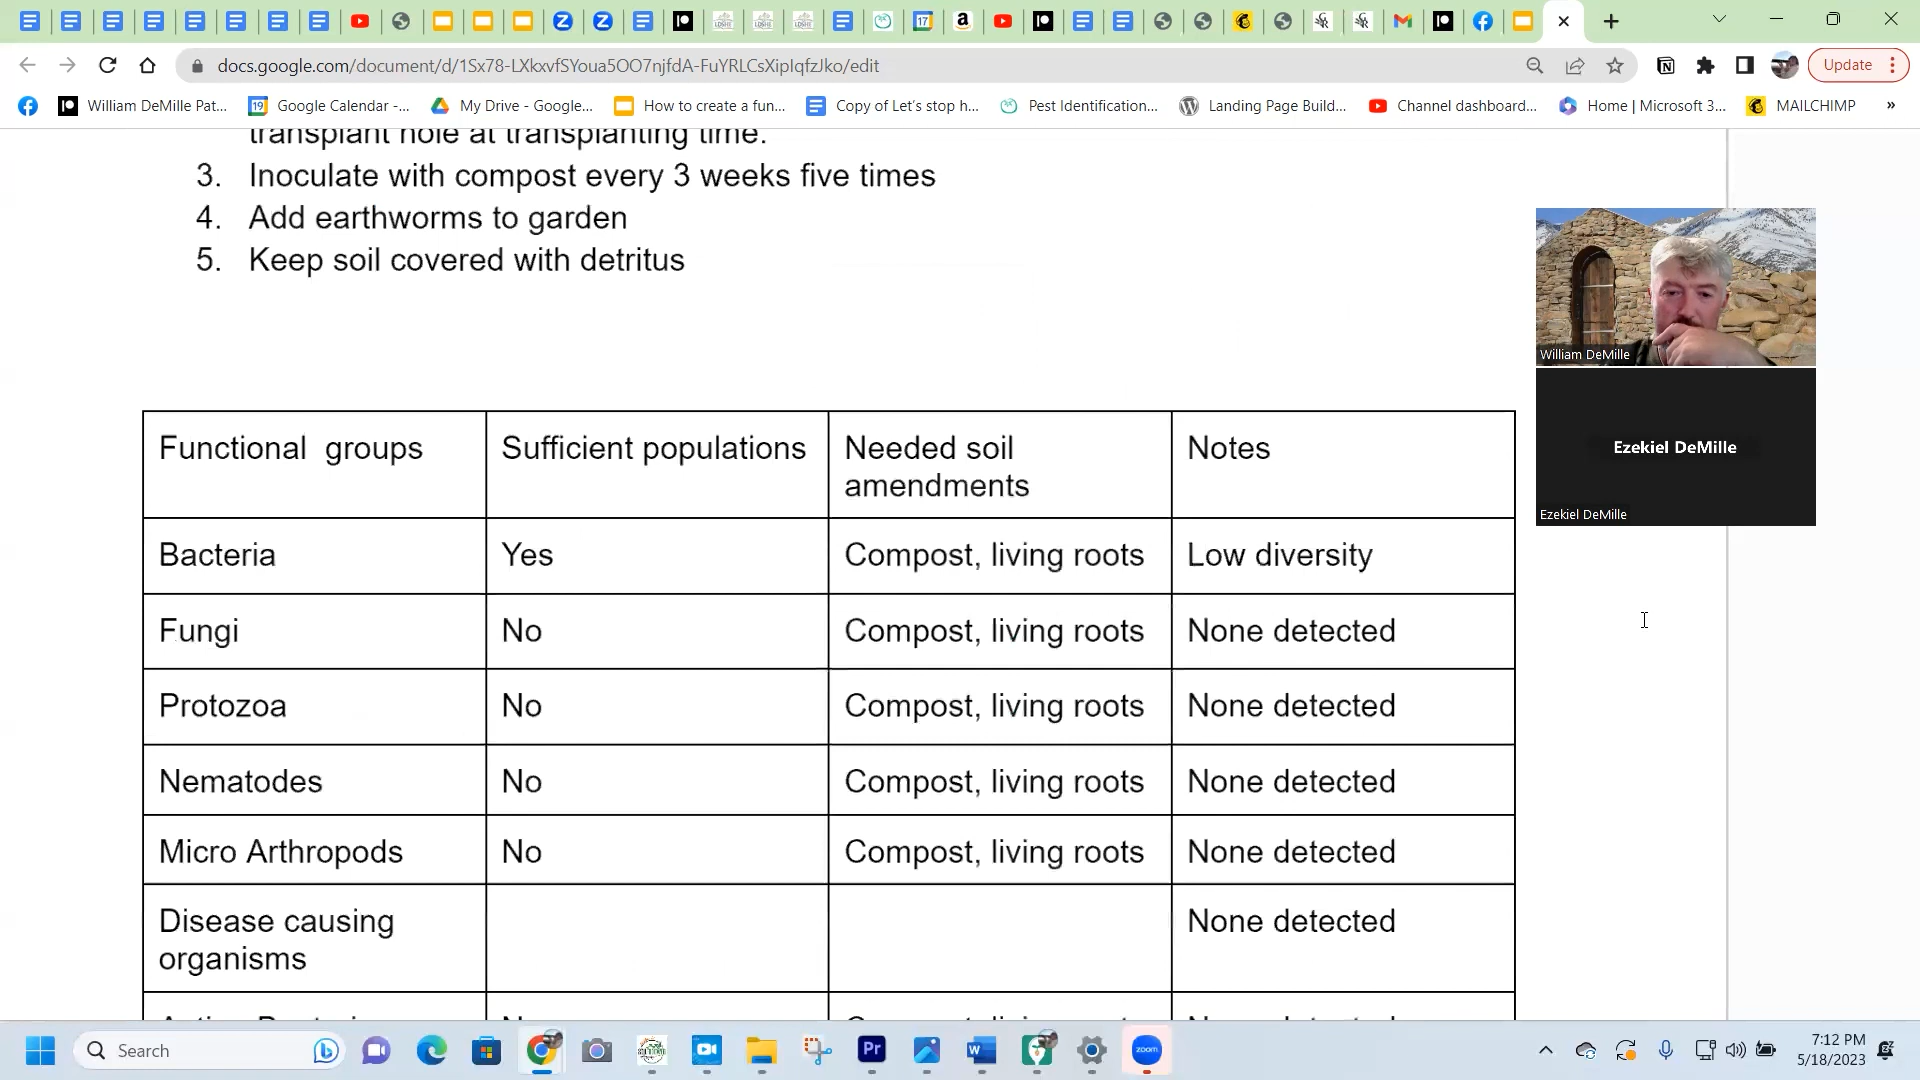 Update
docs.google.com/document/d/1Sx78-LXkxvfSYoua5OO7njfdA-FuYRLCsXipIqfzJko/edit
William DeMille Pat...
Google Calendar -...
My Drive - Google...
How to create a fun...
Copy of Let's stop h...
Pest Identification...
Landing Page Build...
Channel dashboard...
Home | Microsoft 3...
MAILCHIMP
»
transplant hole at transplanting time.
3. Inoculate with compost every 3 weeks five times
4. Add earthworms to garden
5. Keep soil covered with detritus
William DeMille
Ezekiel DeMille
Ezekiel DeMille
Functional groups Sufficient populations Needed soil amendments Notes
Bacteria Yes Compost, living roots Low diversity
Fungi No Compost, living roots None detected
Protozoa No Compost, living roots None detected
Nematodes No Compost, living roots None detected
Micro Arthropods No Compost, living roots None detected
Disease causing organisms None detected
Search
zoom
7:12 PM
5/18/2023